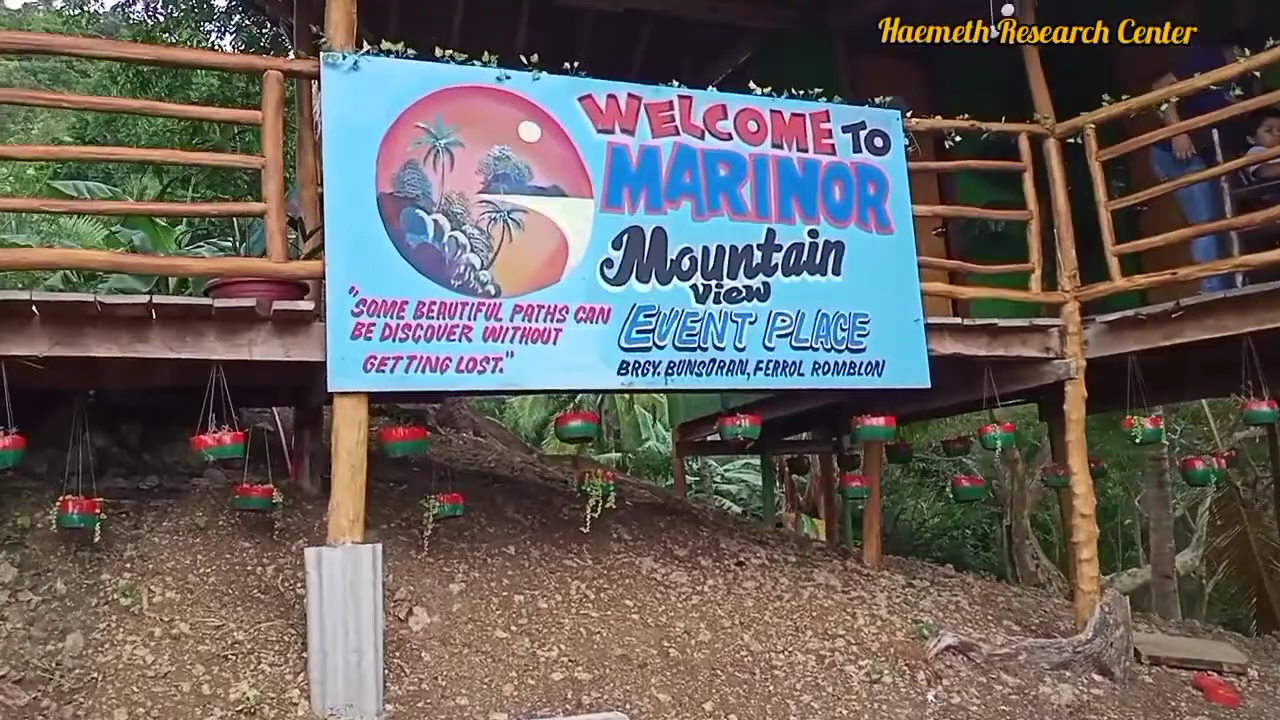 Haemeth Research Center
WELCOME TO
MARINOR
Mountain
View
EVENT PLACE
BRGY. BUNSORAN, FERROL ROMBLON
"SOME BEAUTIFUL PATHS CAN
BE DISCOVER WITHOUT
GETTING LOST."